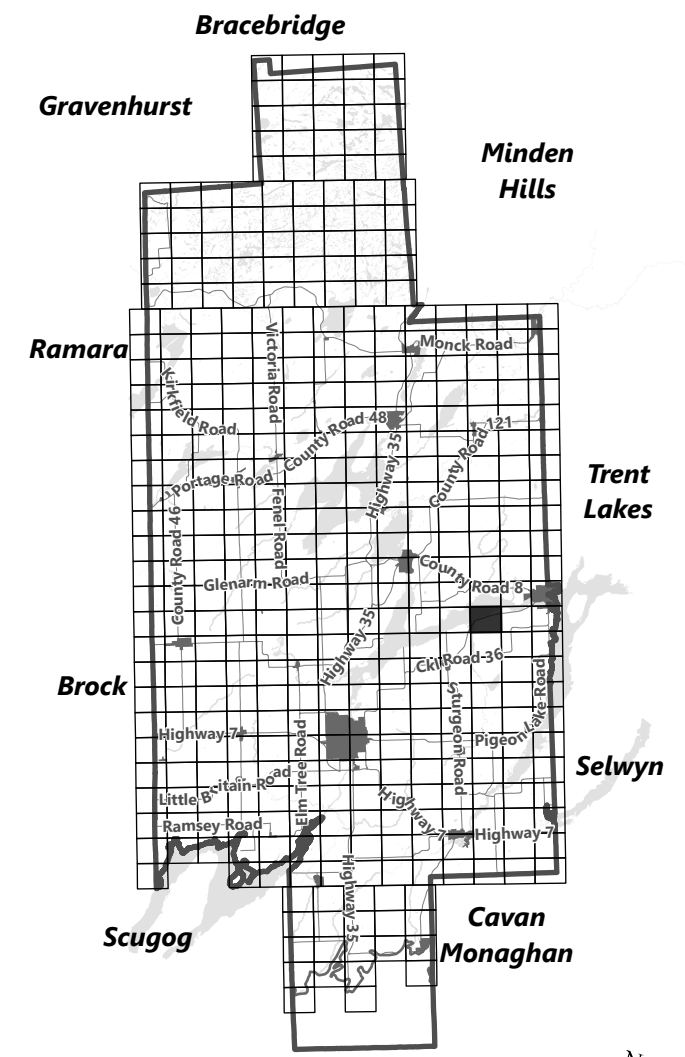 Bracebridge
Gravenhurst
Minden
Hills
Ramara
Victoria Road
Monck Road
Kirkfield Road
County Road 48
Highway 35
County Road 121
Portage Road
Trent
Lakes
Fenel Road
County Road 46
Glenarm Road
County Road 8
Highway 35
Ckl Road 36
Brock
Sturgeon Road
Pigeon Lake Road
Highway 7
Elm Tree Road
Selwyn
Little Britain Road
Highway 7
Highway 7
Ramsey Road
Highway 35
Scugog
Cavan
Monaghan
N